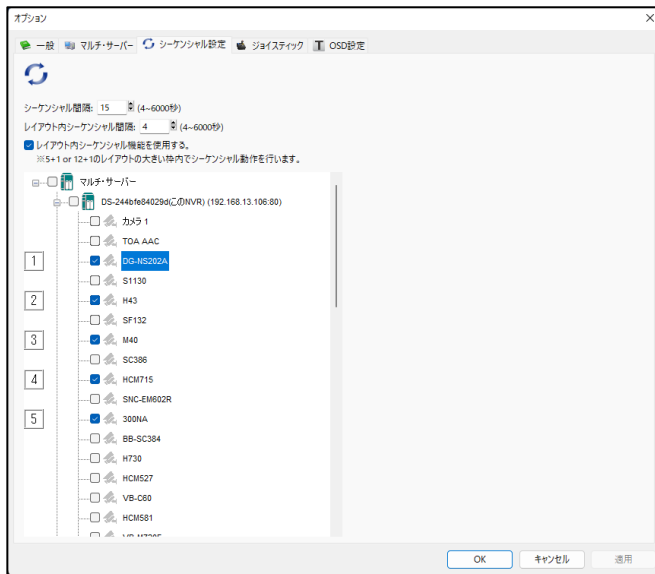 オプション
一般 マルチ・サーバー シーケンシャル設定 ジョイスティック OSD設定
シーケンシャル間隔: 15 (4~6000秒)
レイアウト内シーケンシャル間隔: 4 (4~6000秒)
レイアウト内シーケンシャル機能を使用する。
※5+1 or 12+1のレイアウトの大きい枠内でシーケンシャル動作を行います。
マルチ・サーバー
DS-244bfe84029d(このNVR) (192.168.13.106:80)
カメラ 1
TOA AAC
1 DG-NS202A
S1130
2 H43
SF132
3 M40
SC386
4 HCM715
SNC-EM602R
5 300NA
BB-SC384
H730
HCM527
VB-C60
HCM581
OK キャンセル 適用